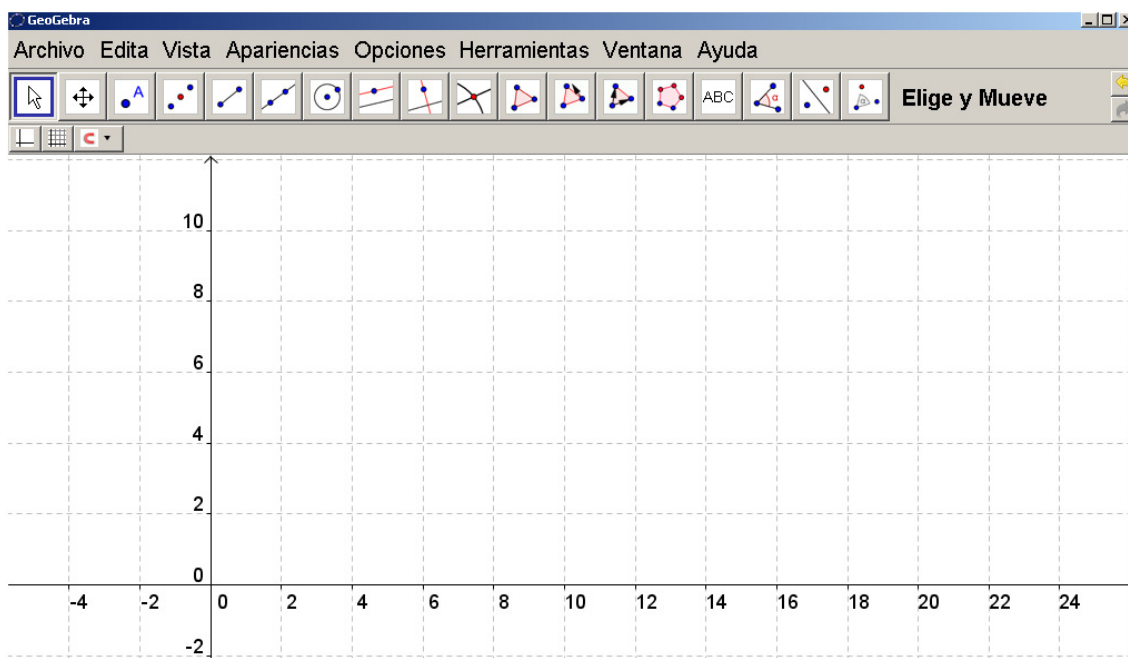 GeoGebra
Archivo Edita Vista Apariencias Opciones Herramientas Ventana Ayuda
A ABC α α Elige y Mueve
10
8
6
4
2
0
-4 -2 0 2 4 6 8 10 12 14 16 18 20 22 24
-2